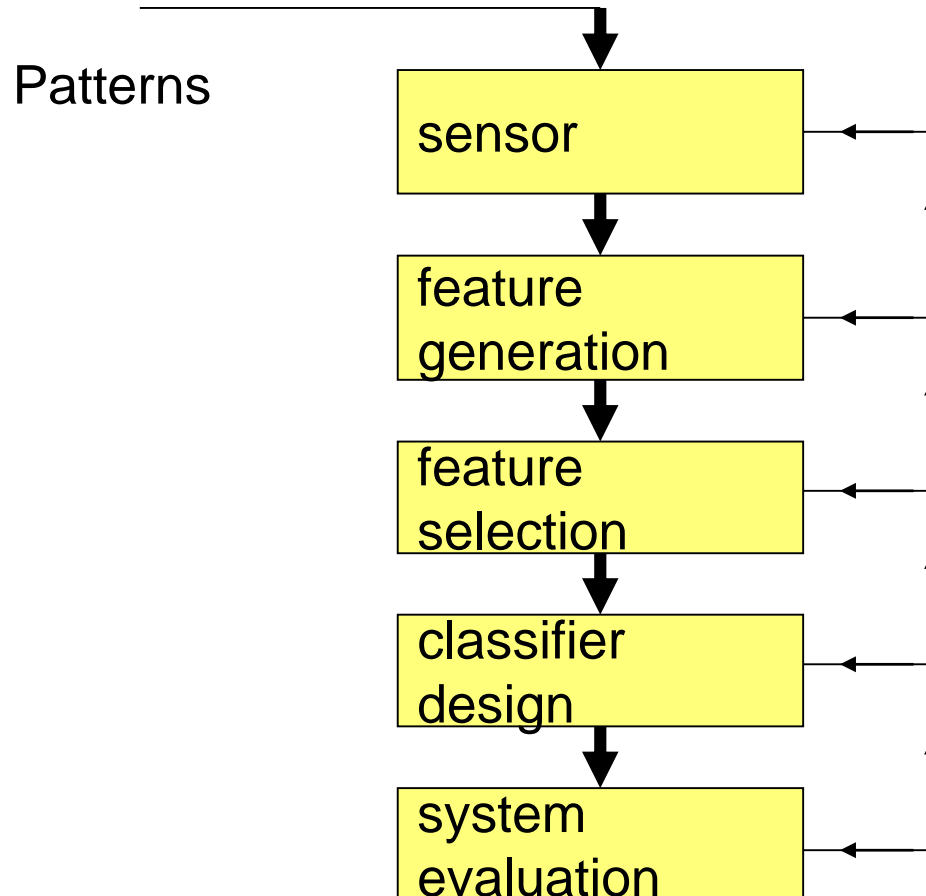 Patterns
sensor
feature
generation
feature
selection
classifier
design
system
evaluation